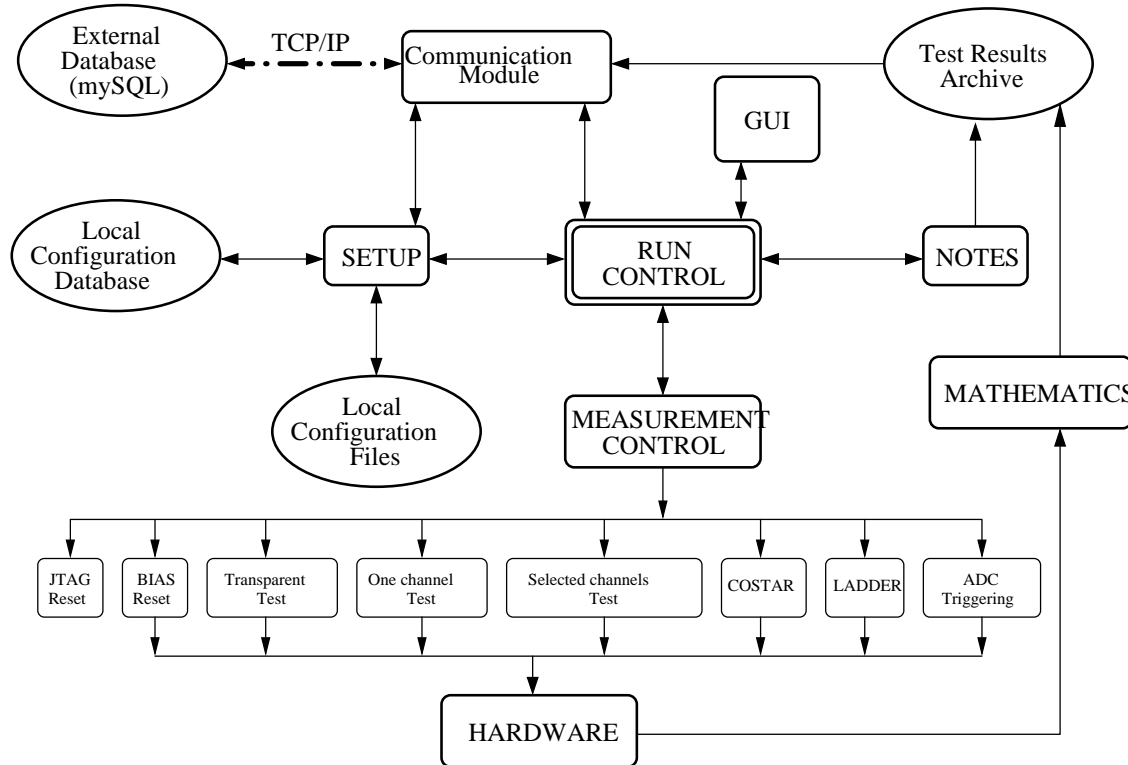 External
Database
(mySQL)
TCP/IP
Communication
Module
Test Results
Archive
GUI
Local
Configuration
Database
SETUP
RUN
CONTROL
NOTES
Local
Configuration
Files
MEASUREMENT
CONTROL
MATHEMATICS
JTAG
Reset
BIAS
Reset
Transparent
Test
One channel
Test
Selected channels
Test
COSTAR
LADDER
ADC
Triggering
HARDWARE